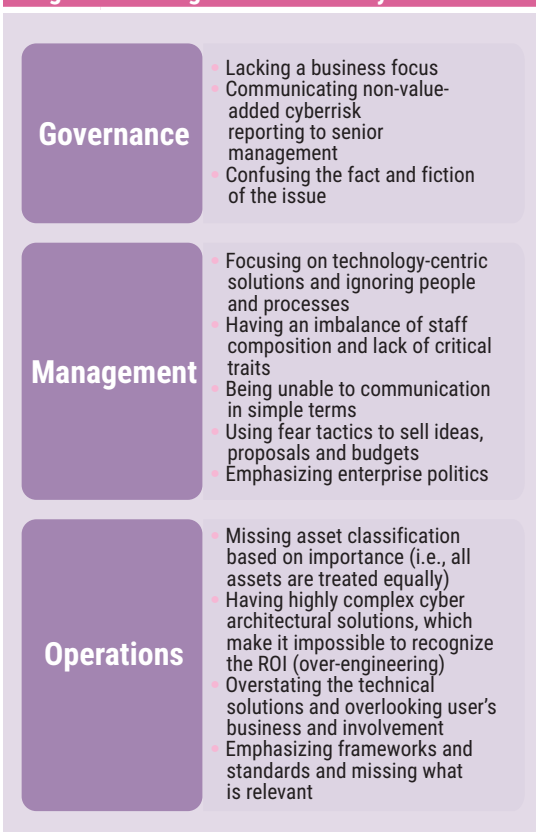 Governance
• Lacking a business focus
• Communicating non-value-
added cyberrisk
reporting to senior
management
• Confusing the fact and fiction
of the issue
Management
• Focusing on technology-centric
solutions and ignoring people
and processes
• Having an imbalance of staff
composition and lack of critical
traits
• Being unable to communication
in simple terms
• Using fear tactics to sell ideas,
proposals and budgets
• Emphasizing enterprise politics
Operations
• Missing asset classification
based on importance (i.e., all
assets are treated equally)
• Having highly complex cyber
architectural solutions, which
make it impossible to recognize
the ROI (over-engineering)
• Overstating the technical
solutions and overlooking user's
business and involvement
• Emphasizing frameworks and
standards and missing what
is relevant